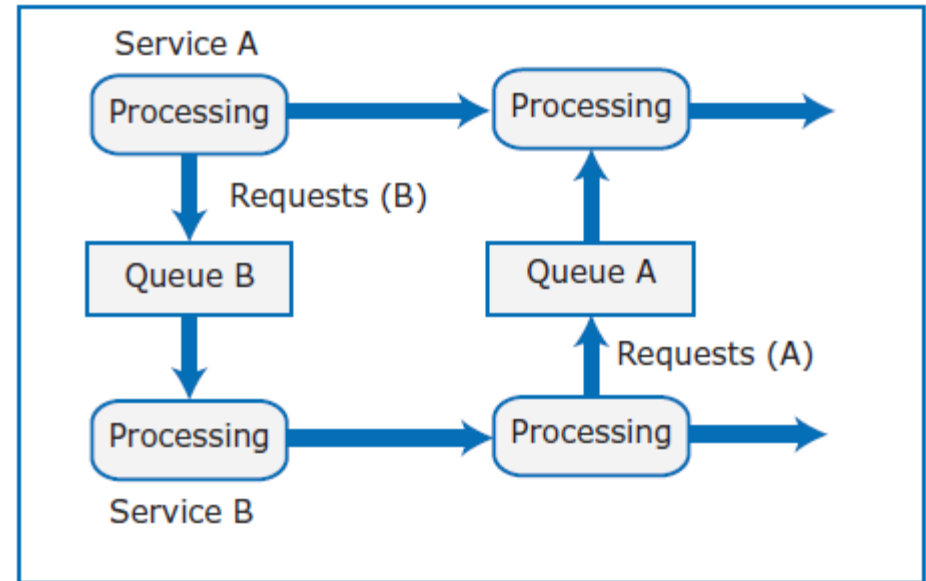 Service A
Processing
Processing
Requests (B)
Queue B
Queue A
Requests (A)
Processing
Processing
Service B